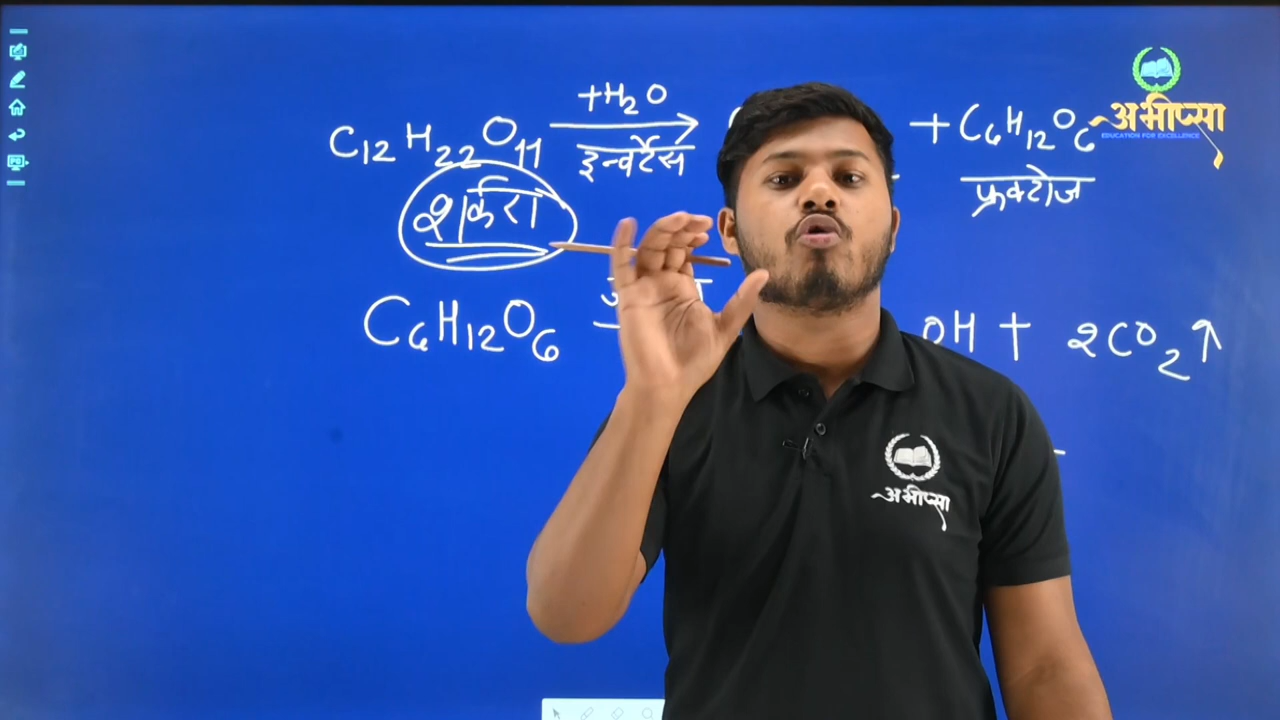 +H₂O
C₁₂H₂₂O₁₁ → + C₆H₁₂O₆
इन्वर्टेस
शर्करा
फ्रक्टोज
C₆H₁₂O₆ OH + 2CO₂↑
अभीप्सा
EDUCATION FOR EXCELLENCE
अभीप्सा